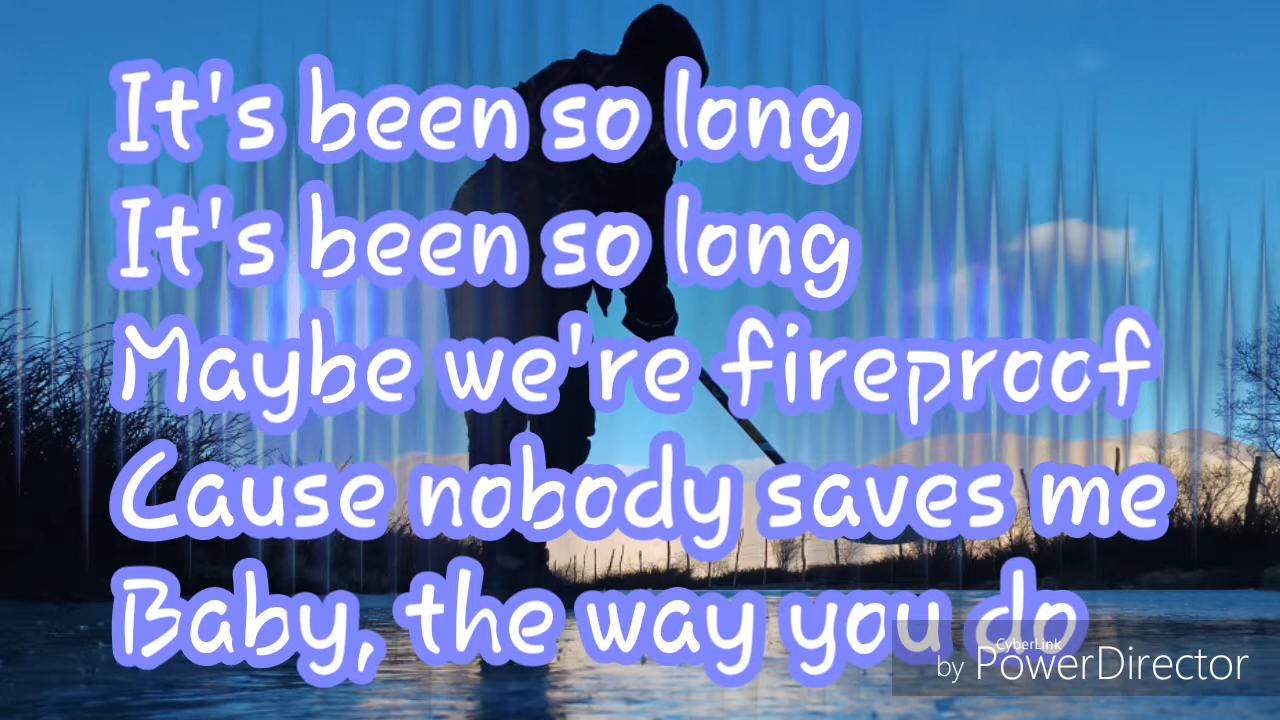 It's been so long
It's been so long
Maybe we're fireproof
Cause nobody saves me
Baby, the way you do
CyberLink
by PowerDirector